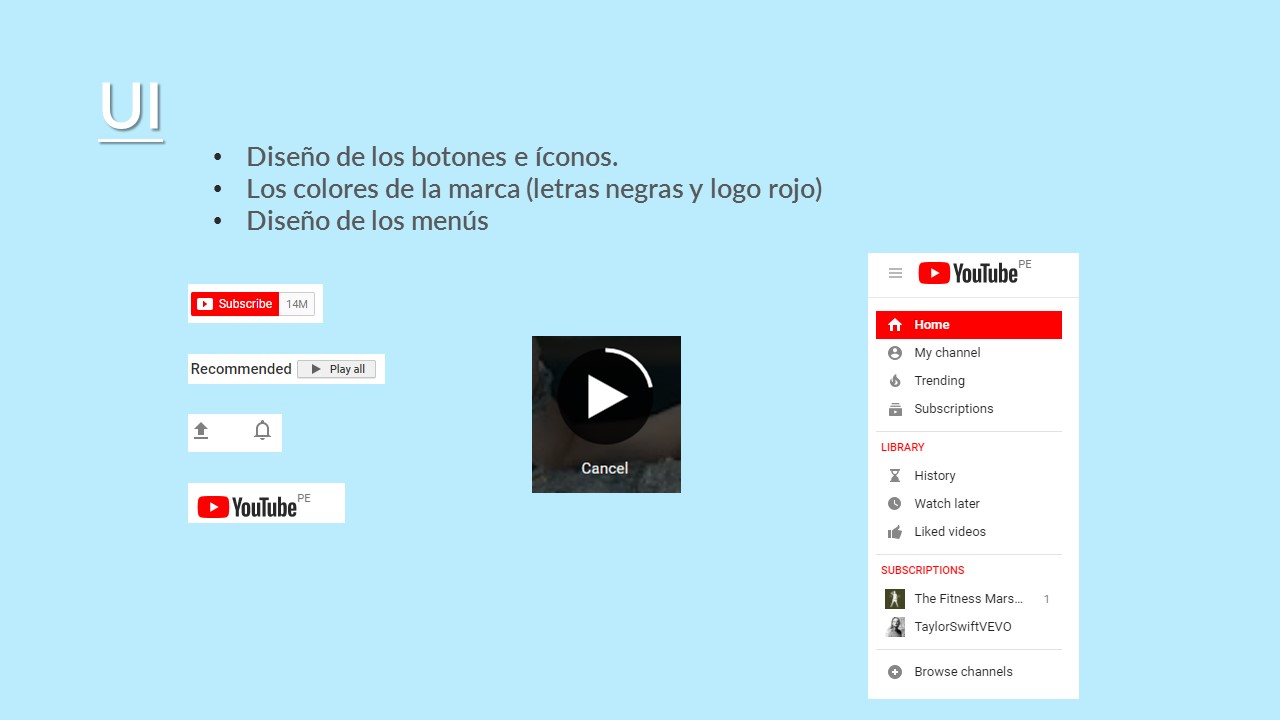 UI
• Diseño de los botones e íconos.
• Los colores de la marca (letras negras y logo rojo)
• Diseño de los menús
Subscribe 14M
Recommended Play all
YouTube PE
Cancel
YouTube PE
Home
My channel
Trending
Subscriptions
LIBRARY
History
Watch later
Liked videos
SUBSCRIPTIONS
The Fitness Mars... 1
TaylorSwiftVEVO
Browse channels